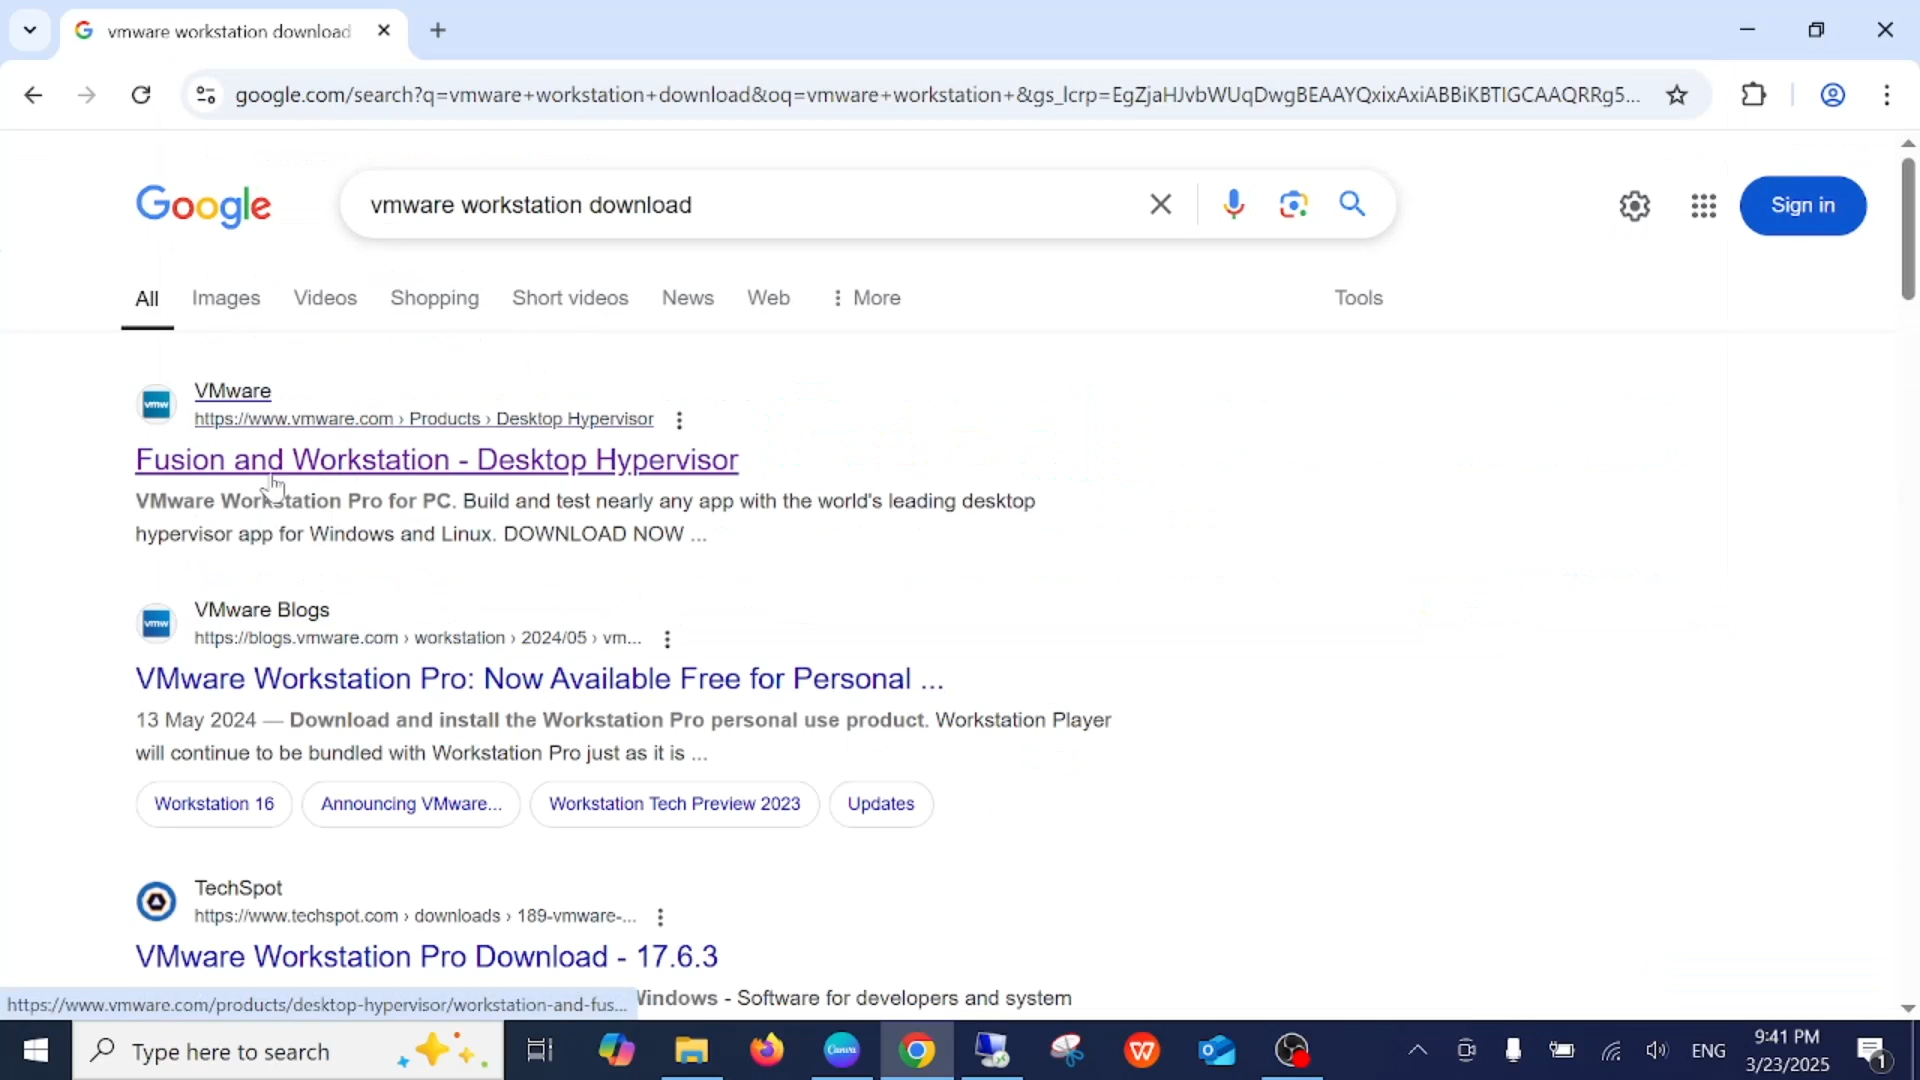 vmware workstation download
google.com/search?q=vmware+workstation+download&oq=vmware+workstation+&gs_lcrp=EgZjaHJvbWUqDwgBEAAYQxixAxiABBiKBTIGCAAQRRg5...
Google
vmware workstation download
Sign in
All Images Videos Shopping Short videos News Web More Tools
vmw
VMware
https://www.vmware.com › Products › Desktop Hypervisor
Fusion and Workstation - Desktop Hypervisor
VMware Workstation Pro for PC. Build and test nearly any app with the world's leading desktop
hypervisor app for Windows and Linux. DOWNLOAD NOW ...
vmw
VMware Blogs
https://blogs.vmware.com › workstation › 2024/05 › vm...
VMware Workstation Pro: Now Available Free for Personal ...
13 May 2024 — Download and install the Workstation Pro personal use product. Workstation Player
will continue to be bundled with Workstation Pro just as it is ...
Workstation 16 Announcing VMware... Workstation Tech Preview 2023 Updates
TechSpot
https://www.techspot.com › downloads › 189-vmware-...
VMware Workstation Pro Download - 17.6.3
Windows - Software for developers and system
https://www.vmware.com/products/desktop-hypervisor/workstation-and-fus...
Type here to search
Canva
W
ENG
9:41 PM
3/23/2025
1